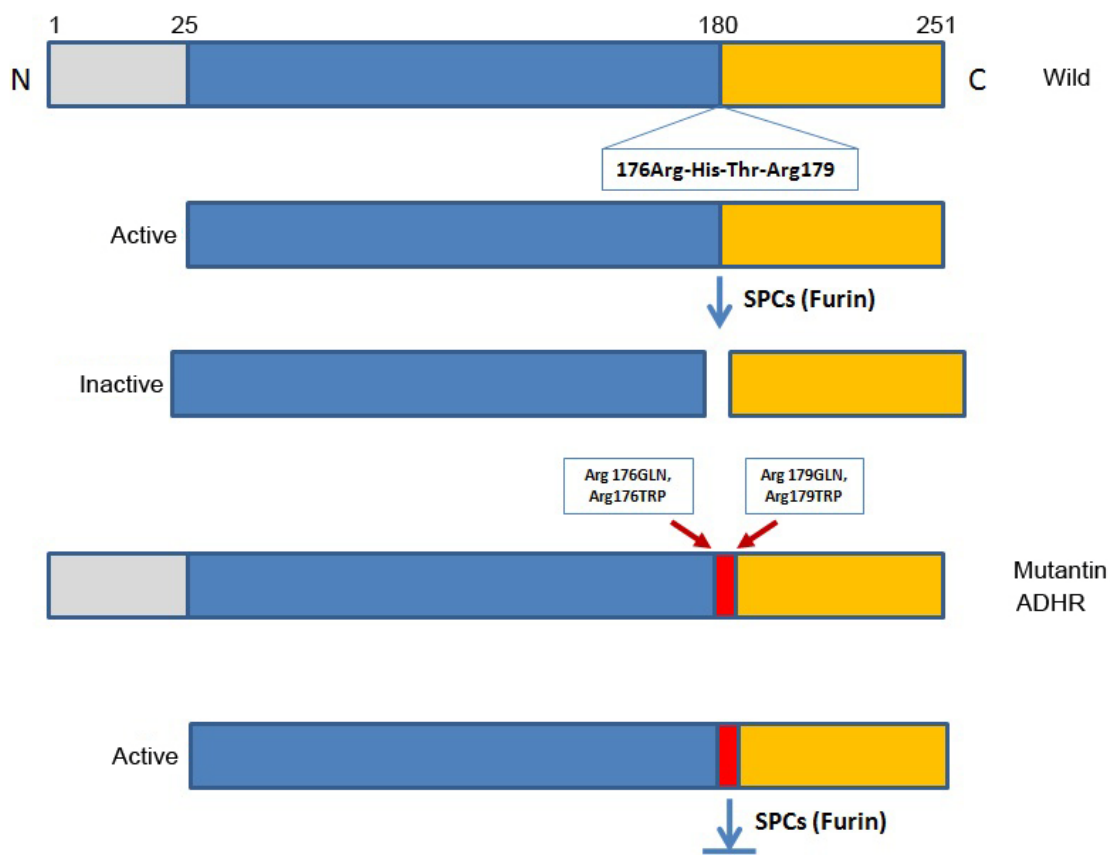 1 25 180 251
N C Wild
176Arg-His-Thr-Arg179
Active
SPCs (Furin)
Inactive
Arg 176GLN,
Arg176TRP
Arg 179GLN,
Arg179TRP
Mutantin
ADHR
Active
SPCs (Furin)